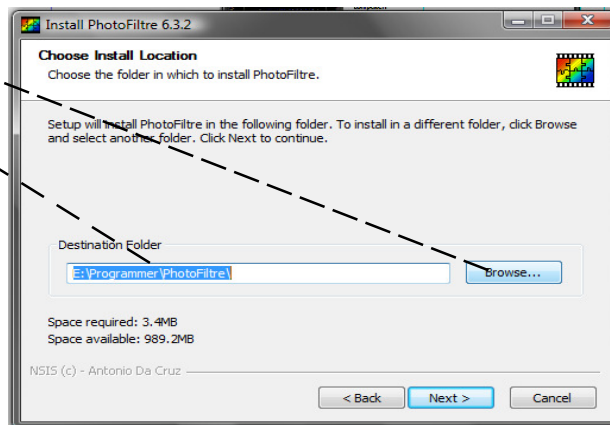 Install PhotoFiltre 6.3.2
Choose Install Location
Choose the folder in which to install PhotoFiltre.
Setup will install PhotoFiltre in the following folder. To install in a different folder, click Browse
and select another folder. Click Next to continue.
Destination Folder
E:\Programmer\PhotoFiltre\
Browse...
Space required: 3.4MB
Space available: 989.2MB
NSIS (c) - Antonio Da Cruz
< Back
Next >
Cancel